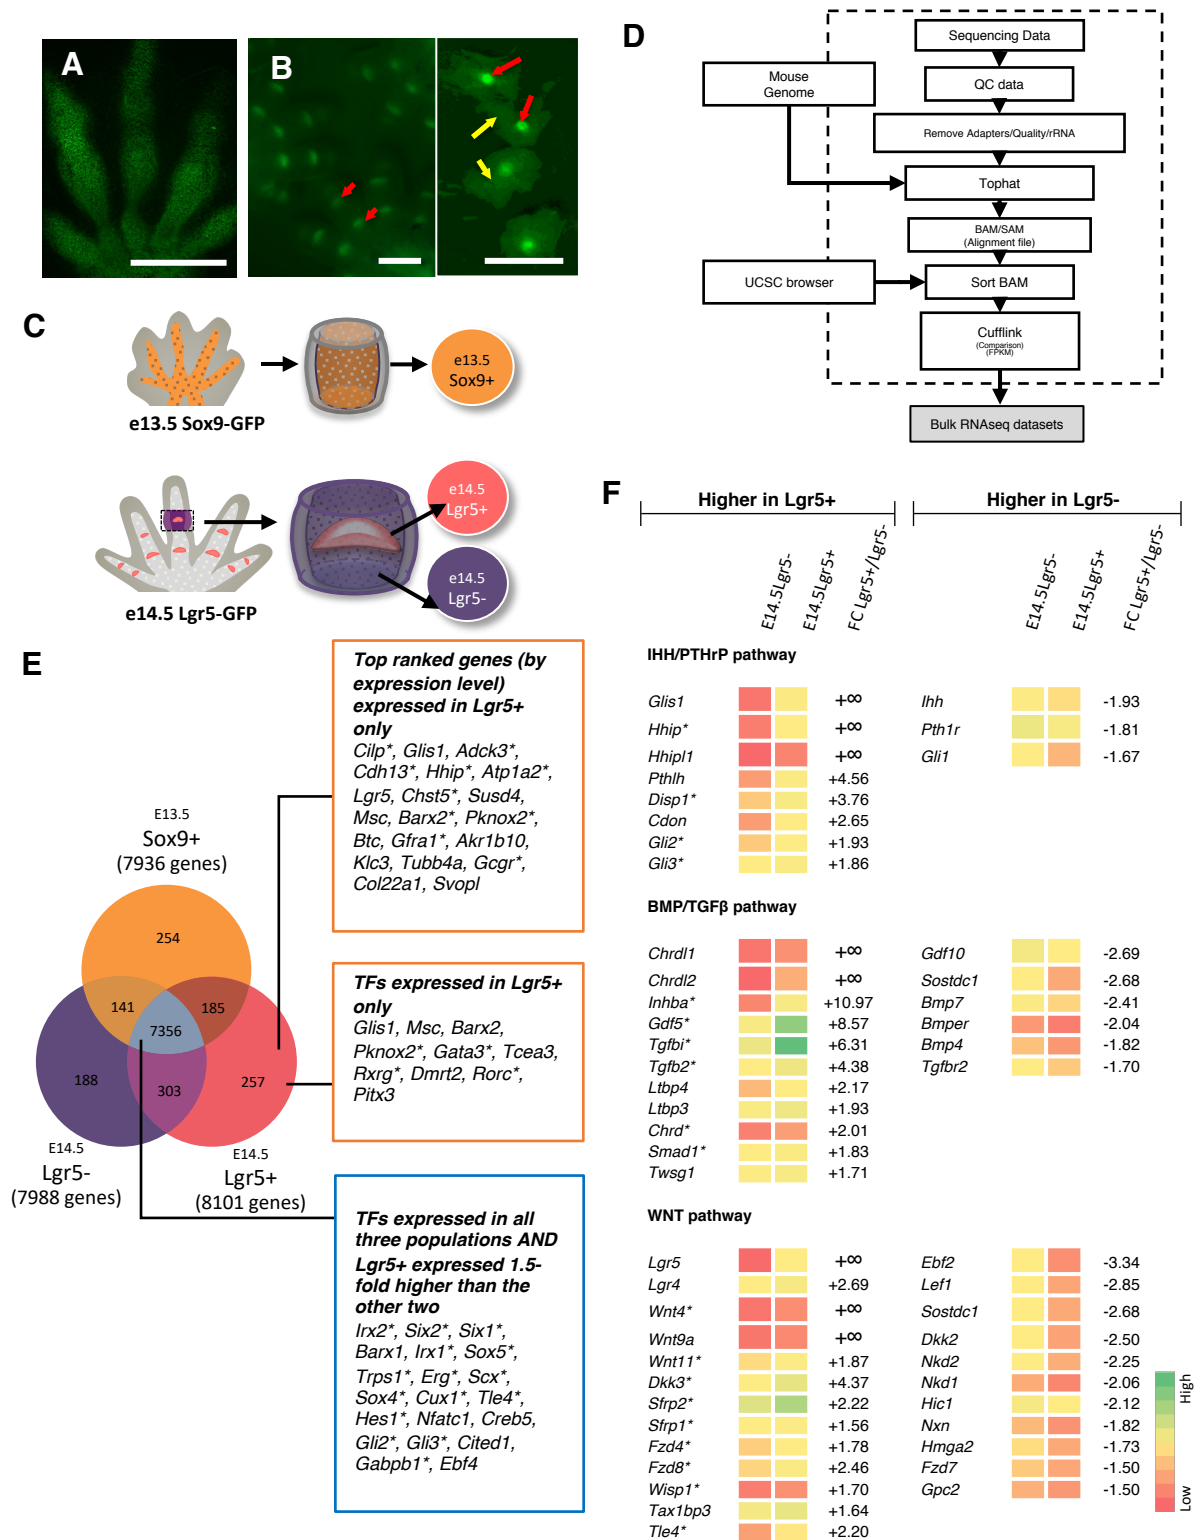 A
B
C
e13.5
Sox9+
e13.5 Sox9-GFP
e14.5
Lgr5+
e14.5
Lgr5-
e14.5 Lgr5-GFP
D
Sequencing Data
Mouse
Genome
QC data
Remove Adapters/Quality/rRNA
Tophat
BAM/SAM
(Alignment file)
UCSC browser
Sort BAM
Cufflink
(Comparison)
(FPKM)
Bulk RNAseq datasets
E
E13.5
Sox9+
(7936 genes)
254
141
185
7356
188
303
257
E14.5
Lgr5-
(7988 genes)
E14.5
Lgr5+
(8101 genes)
Top ranked genes (by
expression level)
expressed in Lgr5+
only
Cilp*, Glis1, Adck3*,
Cdh13*, Hhip*, Atp1a2*,
Lgr5, Chst5*, Susd4,
Msc, Barx2*, Pknox2*,
Btc, Gfra1*, Akr1b10,
Klc3, Tubb4a, Gcgr*,
Col22a1, Svopl
TFs expressed in Lgr5+
only
Glis1, Msc, Barx2,
Pknox2*, Gata3*, Tcea3,
Rxrg*, Dmrt2, Rorc*,
Pitx3
TFs expressed in all
three populations AND
Lgr5+ expressed 1.5-
fold higher than the
other two
Irx2*, Six2*, Six1*,
Barx1, Irx1*, Sox5*,
Trps1*, Erg*, Scx*,
Sox4*, Cux1*, Tle4*,
Hes1*, Nfatc1, Creb5,
Gli2*, Gli3*, Cited1,
Gabpb1*, Ebf4
F
Higher in Lgr5+
Higher in Lgr5-
E14.5Lgr5-
E14.5Lgr5+
FC Lgr5+/Lgr5-
E14.5Lgr5-
E14.5Lgr5+
FC Lgr5+/Lgr5-
IHH/PTHrP pathway
Glis1 +∞
Hhip* +∞
Hhipl1 +∞
Pthlh +4.56
Disp1* +3.76
Cdon +2.65
Gli2* +1.93
Gli3* +1.86
Ihh -1.93
Pth1r -1.81
Gli1 -1.67
BMP/TGFβ pathway
Chrdl1 +∞
Chrdl2 +∞
Inhba* +10.97
Gdf5* +8.57
Tgfbi* +6.31
Tgfb2* +4.38
Ltbp4 +2.17
Ltbp3 +1.93
Chrd* +2.01
Smad1* +1.83
Twsg1 +1.71
Gdf10 -2.69
Sostdc1 -2.68
Bmp7 -2.41
Bmper -2.04
Bmp4 -1.82
Tgfbr2 -1.70
WNT pathway
Lgr5 +∞
Lgr4 +2.69
Wnt4* +∞
Wnt9a +∞
Wnt11* +1.87
Dkk3* +4.37
Sfrp2* +2.22
Sfrp1* +1.56
Fzd4* +1.78
Fzd8* +2.46
Wisp1* +1.70
Tax1bp3 +1.64
Tle4* +2.20
Ebf2 -3.34
Lef1 -2.85
Sostdc1 -2.68
Dkk2 -2.50
Nkd2 -2.25
Nkd1 -2.06
Hic1 -2.12
Nxn -1.82
Hmga2 -1.73
Fzd7 -1.50
Gpc2 -1.50
High
Low